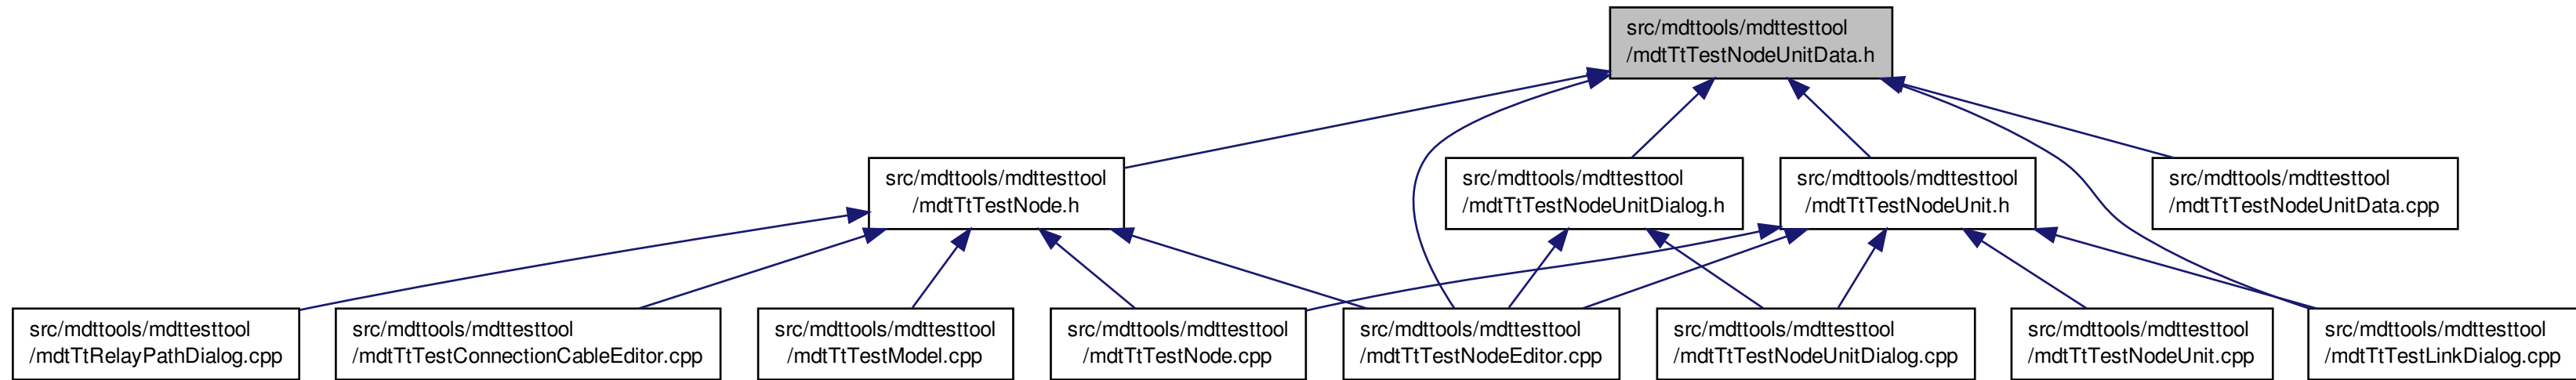 src/mdttools/mdttesttool
/mdtTtTestNodeUnitData.h
src/mdttools/mdttesttool
/mdtTtTestNode.h
src/mdttools/mdttesttool
/mdtTtTestNodeUnitDialog.h
src/mdttools/mdttesttool
/mdtTtTestNodeUnit.h
src/mdttools/mdttesttool
/mdtTtTestNodeUnitData.cpp
src/mdttools/mdttesttool
/mdtTtRelayPathDialog.cpp
src/mdttools/mdttesttool
/mdtTtTestConnectionCableEditor.cpp
src/mdttools/mdttesttool
/mdtTtTestModel.cpp
src/mdttools/mdttesttool
/mdtTtTestNode.cpp
src/mdttools/mdttesttool
/mdtTtTestNodeEditor.cpp
src/mdttools/mdttesttool
/mdtTtTestNodeUnitDialog.cpp
src/mdttools/mdttesttool
/mdtTtTestNodeUnit.cpp
src/mdttools/mdttesttool
/mdtTtTestLinkDialog.cpp